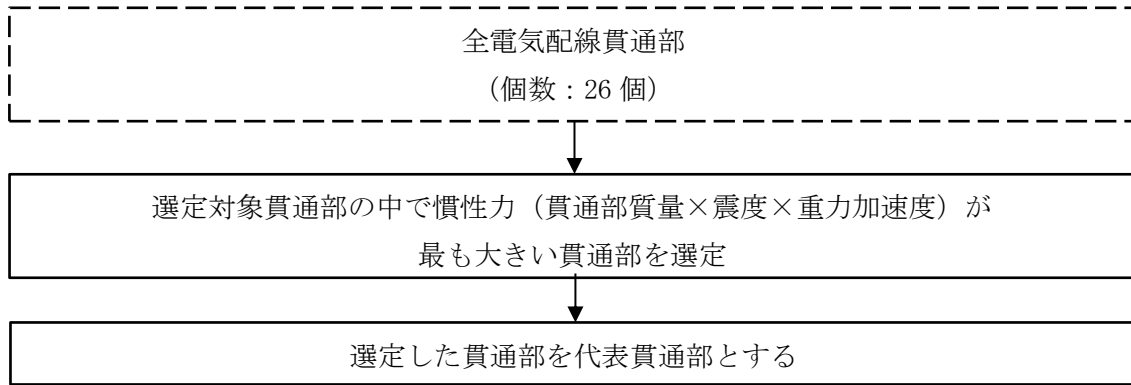 全電気配線貫通部
（個数：26 個）
選定対象貫通部の中で慣性力（貫通部質量×震度×重力加速度）が
最も大きい貫通部を選定
選定した貫通部を代表貫通部とする